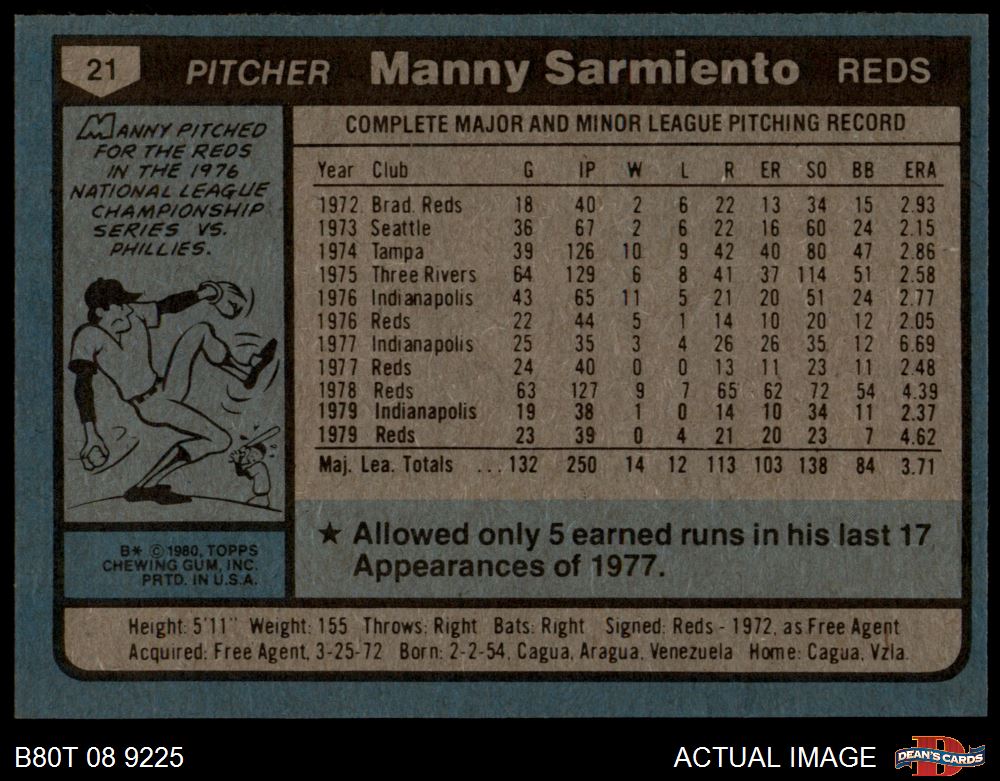 21 PITCHER Manny Sarmiento REDS
MANNY PITCHED
FOR THE REDS
IN THE 1976
NATIONAL LEAGUE
CHAMPIONSHIP
SERIES VS.
PHILLIES.
B* © 1980, TOPPS
CHEWING GUM, INC.
PRTD. IN U.S.A.
COMPLETE MAJOR AND MINOR LEAGUE PITCHING RECORD
Year Club G IP W L R ER SO BB ERA
1972 Brad. Reds 18 40 2 6 22 13 34 15 2.93
1973 Seattle 36 67 2 6 22 16 60 24 2.15
1974 Tampa 39 126 10 9 42 40 80 47 2.86
1975 Three Rivers 64 129 6 8 41 37 114 51 2.58
1976 Indianapolis 43 65 11 5 21 20 51 24 2.77
1976 Reds 22 44 5 1 14 10 20 12 2.05
1977 Indianapolis 25 35 3 4 26 26 35 12 6.69
1977 Reds 24 40 0 0 13 11 23 11 2.48
1978 Reds 63 127 9 7 65 62 72 54 4.39
1979 Indianapolis 19 38 1 0 14 10 34 11 2.37
1979 Reds 23 39 0 4 21 20 23 7 4.62
Maj. Lea. Totals ... 132 250 14 12 113 103 138 84 3.71
★ Allowed only 5 earned runs in his last 17
Appearances of 1977.
Height: 5'11" Weight: 155 Throws: Right Bats: Right Signed: Reds - 1972, as Free Agent
Acquired: Free Agent, 3-25-72 Born: 2-2-54, Cagua, Aragua, Venezuela Home: Cagua, Vzla.
B80T 08 9225
ACTUAL IMAGE
D
DEAN'S CARDS